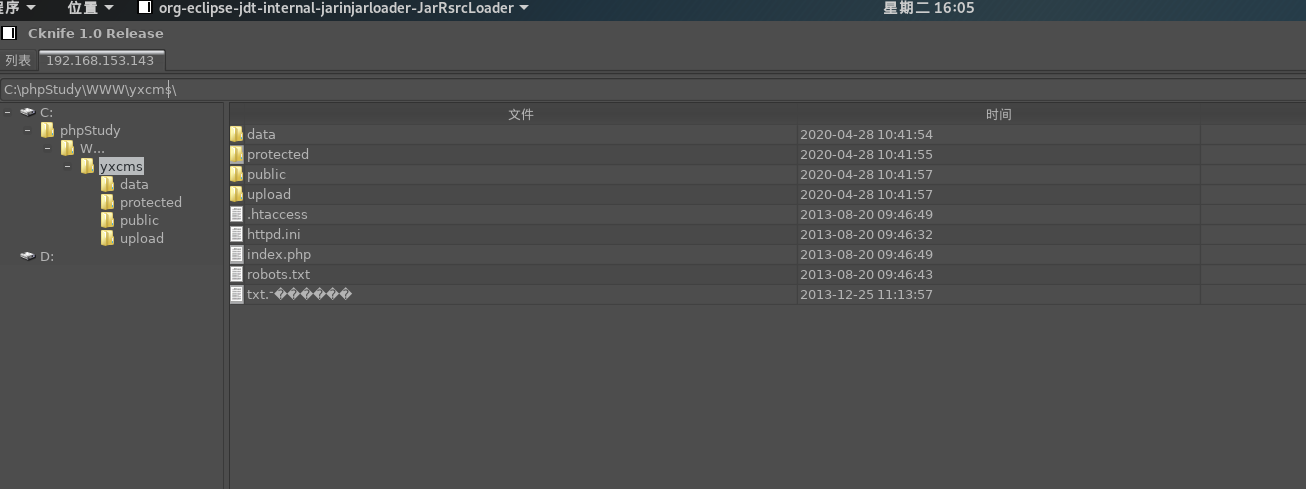 程序 位置 org-eclipse-jdt-internal-jarinjarloader-JarRsrcLoader 星期二 16:05
Cknife 1.0 Release
列表 192.168.153.143
C:\phpStudy\WWW\yxcms\
C:
phpStudy
W...
yxcms
data
protected
public
upload
D:
文件 时间
data 2020-04-28 10:41:54
protected 2020-04-28 10:41:55
public 2020-04-28 10:41:57
upload 2020-04-28 10:41:57
.htaccess 2013-08-20 09:46:49
httpd.ini 2013-08-20 09:46:32
index.php 2013-08-20 09:46:49
robots.txt 2013-08-20 09:46:43
txt. 2013-12-25 11:13:57